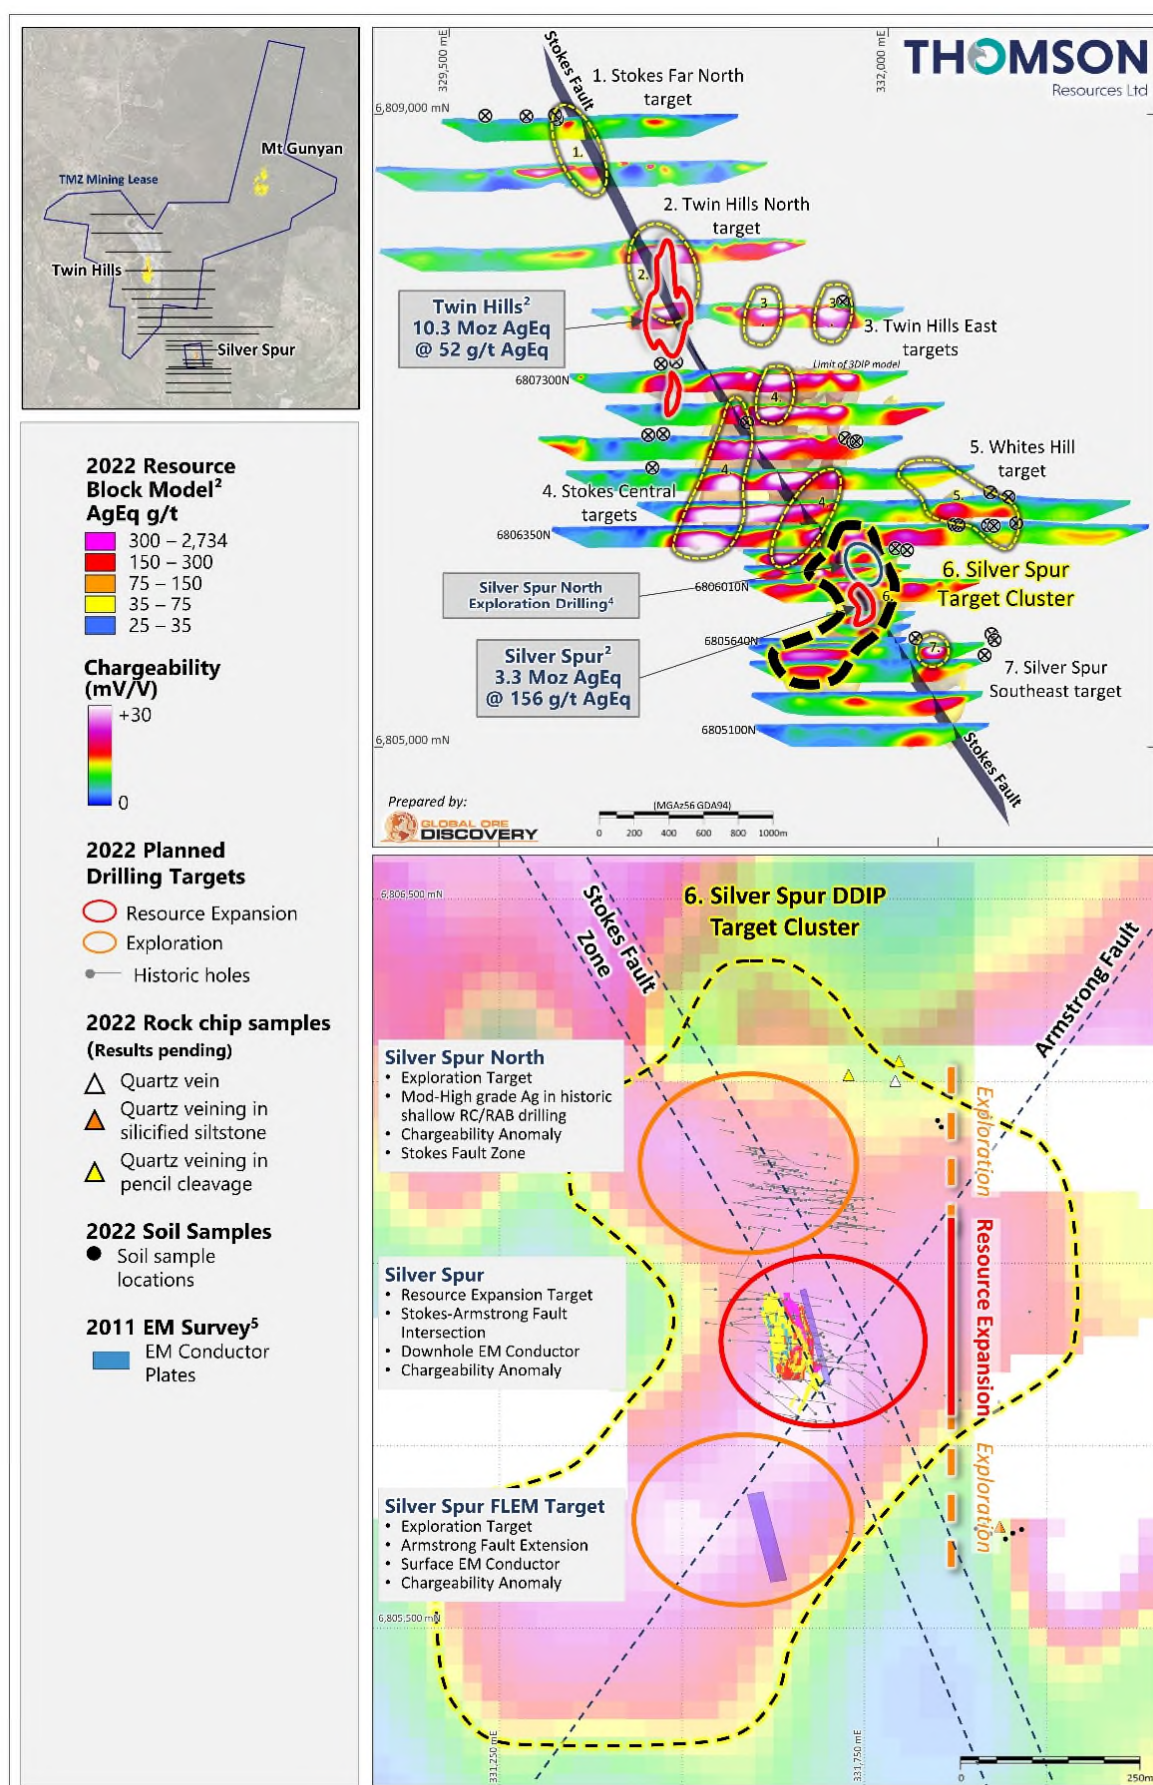 Mt Gunyan
TMZ Mining Lease
Twin Hills
Silver Spur
2022 Resource
Block Model²
AgEq g/t
300 – 2,734
150 – 300
75 – 150
35 – 75
25 – 35
Chargeability
(mV/V)
+30
0
2022 Planned
Drilling Targets
Resource Expansion
Exploration
Historic holes
2022 Rock chip samples
(Results pending)
Quartz vein
Quartz veining in
silicified siltstone
Quartz veining in
pencil cleavage
2022 Soil Samples
Soil sample
locations
2011 EM Survey⁵
EM Conductor
Plates
329,500 mE
332,000 mE
THOMSON
Resources Ltd
6,809,000 mN
Stokes Fault
1. Stokes Far North
target
1.
2. Twin Hills North
target
2.
Twin Hills²
10.3 Moz AgEq
@ 52 g/t AgEq
3
3
3. Twin Hills East
targets
Limit of 3DIP model
6807300N
4.
4.
4.
5. Whites Hill
target
5.
4. Stokes Central
targets
6806350N
6. Silver Spur
Target Cluster
6.
Silver Spur North
Exploration Drilling⁴
6806010N
6805640N
Silver Spur²
3.3 Moz AgEq
@ 156 g/t AgEq
7.
7. Silver Spur
Southeast target
6805100N
6,805,000 mN
Stokes Fault
Prepared by:
GLOBAL ORE
DISCOVERY
(MGAz56 GDA94)
0 200 400 600 800 1000m
6,806,500 mN
6. Silver Spur DDIP
Target Cluster
Stokes Fault
Zone
Armstrong Fault
Silver Spur North
• Exploration Target
• Mod-High grade Ag in historic
shallow RC/RAB drilling
• Chargeability Anomaly
• Stokes Fault Zone
Exploration
Silver Spur
• Resource Expansion Target
• Stokes-Armstrong Fault
Intersection
• Downhole EM Conductor
• Chargeability Anomaly
Resource Expansion
Silver Spur FLEM Target
• Exploration Target
• Armstrong Fault Extension
• Surface EM Conductor
• Chargeability Anomaly
Exploration
6,805,500 mN
331,250 mE
331,750 mE
0 250m